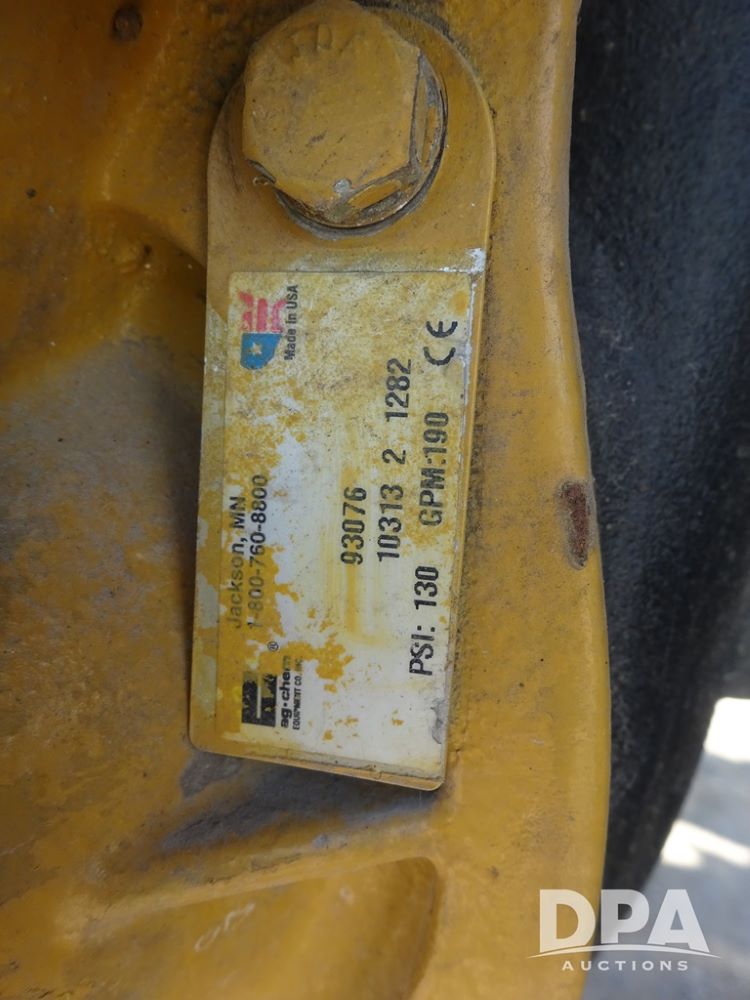 ag·chem
EQUIPMENT CO., INC.
®
Jackson, MN
1-800-760-8800
Made in USA
93076
10313 2 1282
PSI: 130 GPM:190 CE
DPA
AUCTIONS